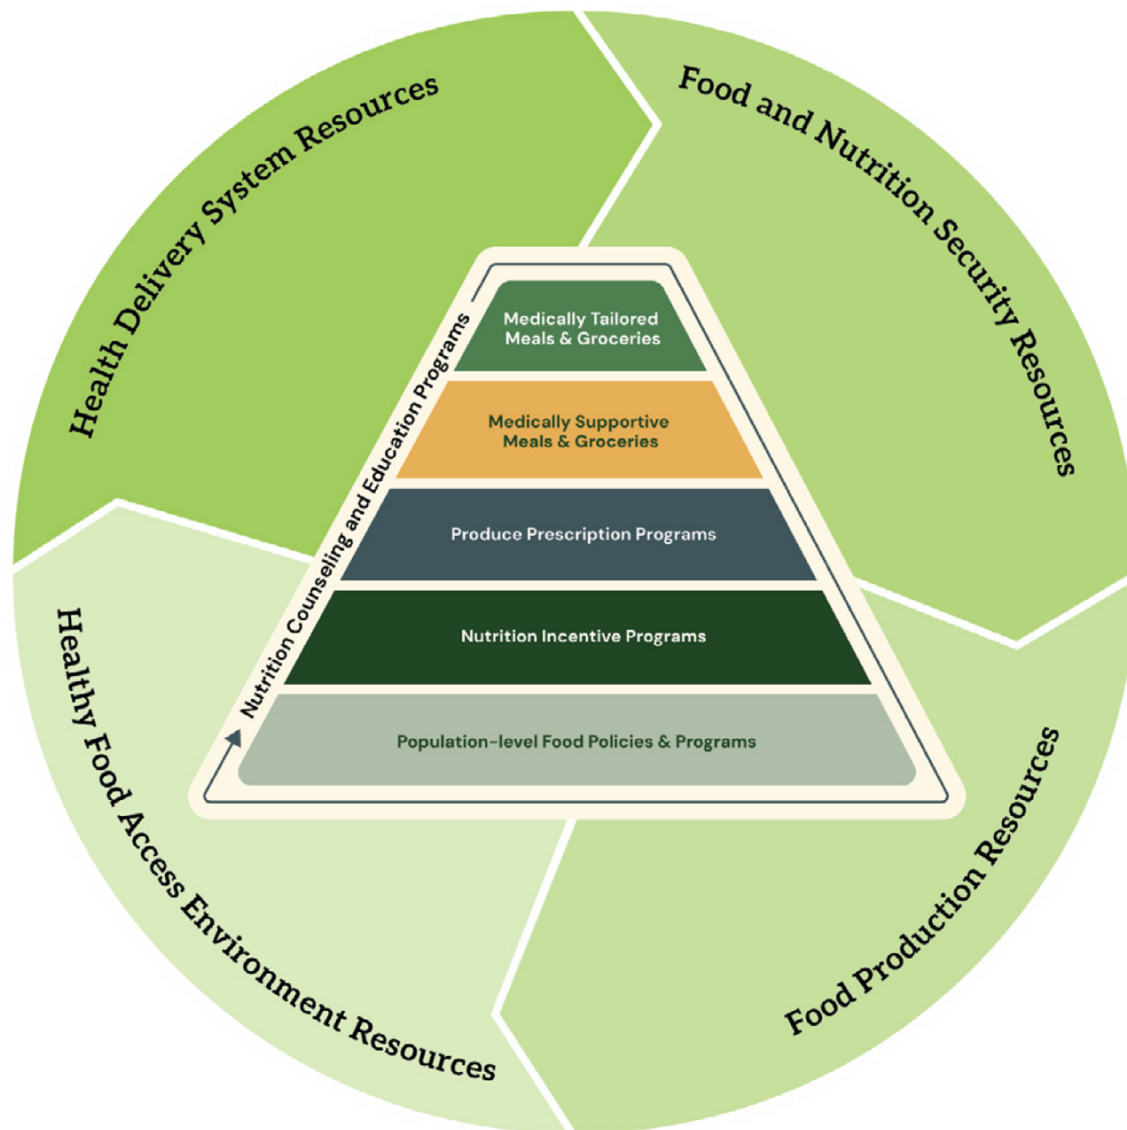 Health Delivery System Resources
Food and Nutrition Security Resources
Nutrition Counseling and Education Programs
Medically Tailored
Meals & Groceries
Medically Supportive
Meals & Groceries
Produce Prescription Programs
Nutrition Incentive Programs
Population-level Food Policies & Programs
Healthy Food Access Environment Resources
Food Production Resources